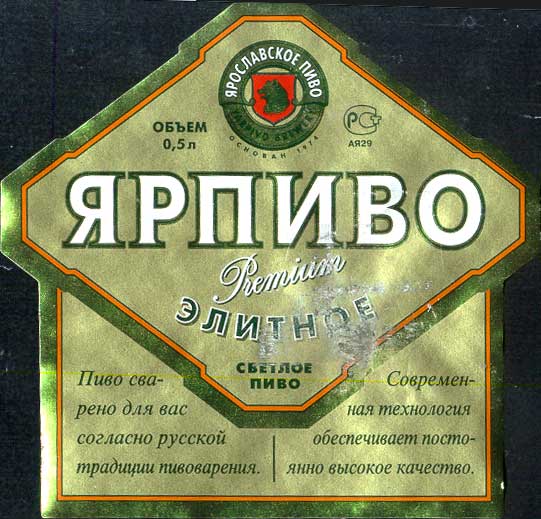 ЯРОСЛАВСКОЕ ПИВО
YARPIVO BREWERY
ОСНОВАН 1974
ОБЪЕМ
0,5 л
РС
АЯ29
ЯРПИВО
Premium
ЭЛИТНОЕ
СВЕТЛОЕ
ПИВО
Пиво сва-
рено для вас
согласно русской
традиции пивоварения.
Современ-
ная технология
обеспечивает посто-
янно высокое качество.